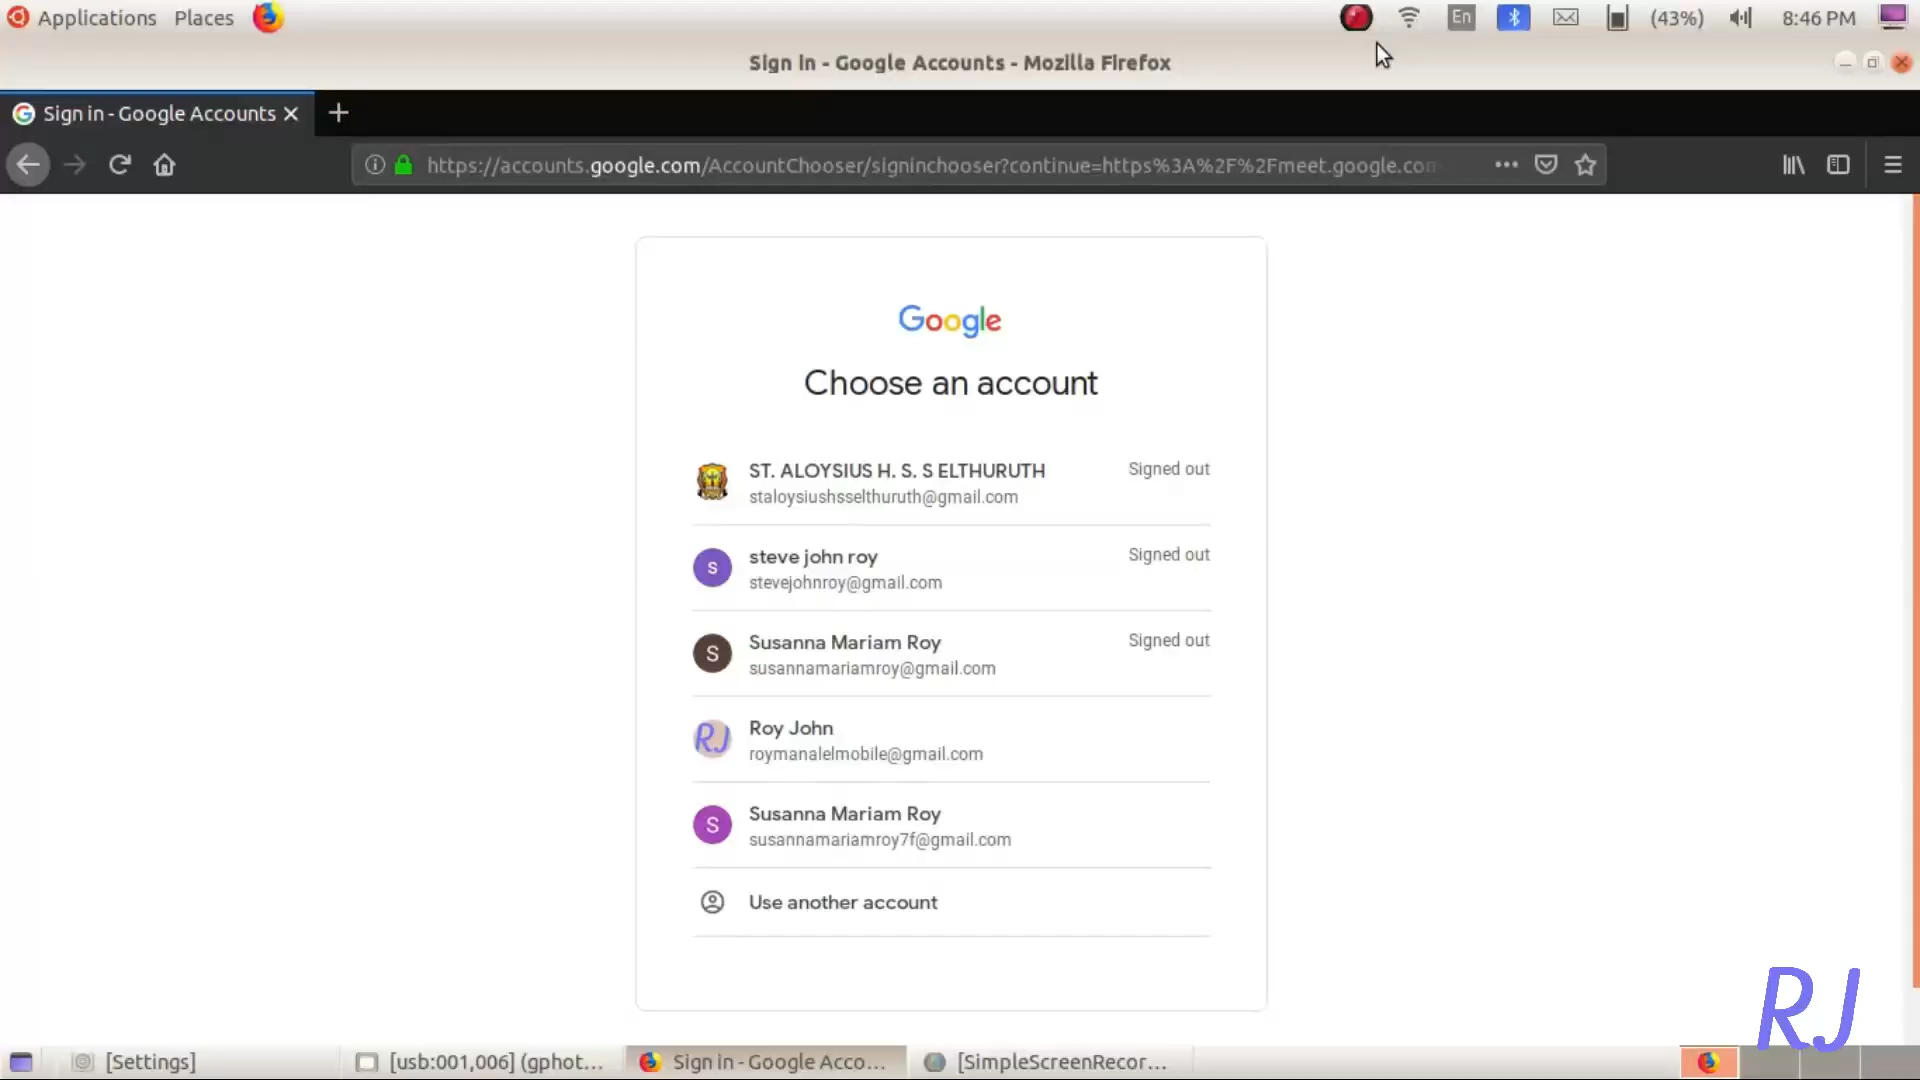 Applications Places En (43%) 8:46 PM
Sign in - Google Accounts - Mozilla Firefox
Sign in - Google Accounts
https://accounts.google.com/AccountChooser/signinchooser?continue=https%3A%2F%2Fmeet.google.com
Google
Choose an account
ST. ALOYSIUS H. S. S ELTHURUTH Signed out
staloysiushsselthuruth@gmail.com
S steve john roy Signed out
stevejohnroy@gmail.com
S Susanna Mariam Roy Signed out
susannamariamroy@gmail.com
RJ Roy John
roymanalelmobile@gmail.com
S Susanna Mariam Roy
susannamariamroy7f@gmail.com
Use another account
RJ
[Settings] [usb:001,006] (gphot... Sign in - Google Acco... [SimpleScreenRecor...